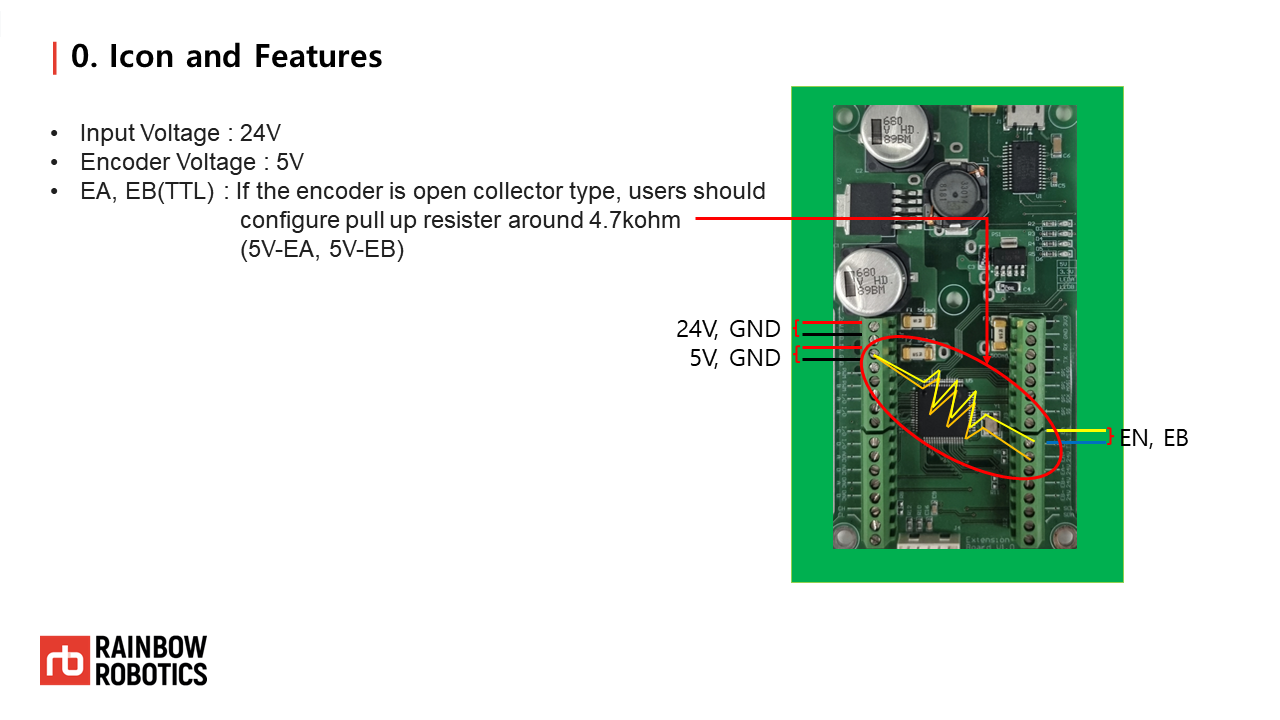 0. Icon and Features
• Input Voltage : 24V
• Encoder Voltage : 5V
• EA, EB(TTL) : If the encoder is open collector type, users should
configure pull up resister around 4.7kohm
(5V-EA, 5V-EB)
680
V HD
89BM
680
V HD
89BM
24V, GND
5V, GND
EN, EB
Extension
Board V1.0
RAINBOW
ROBOTICS